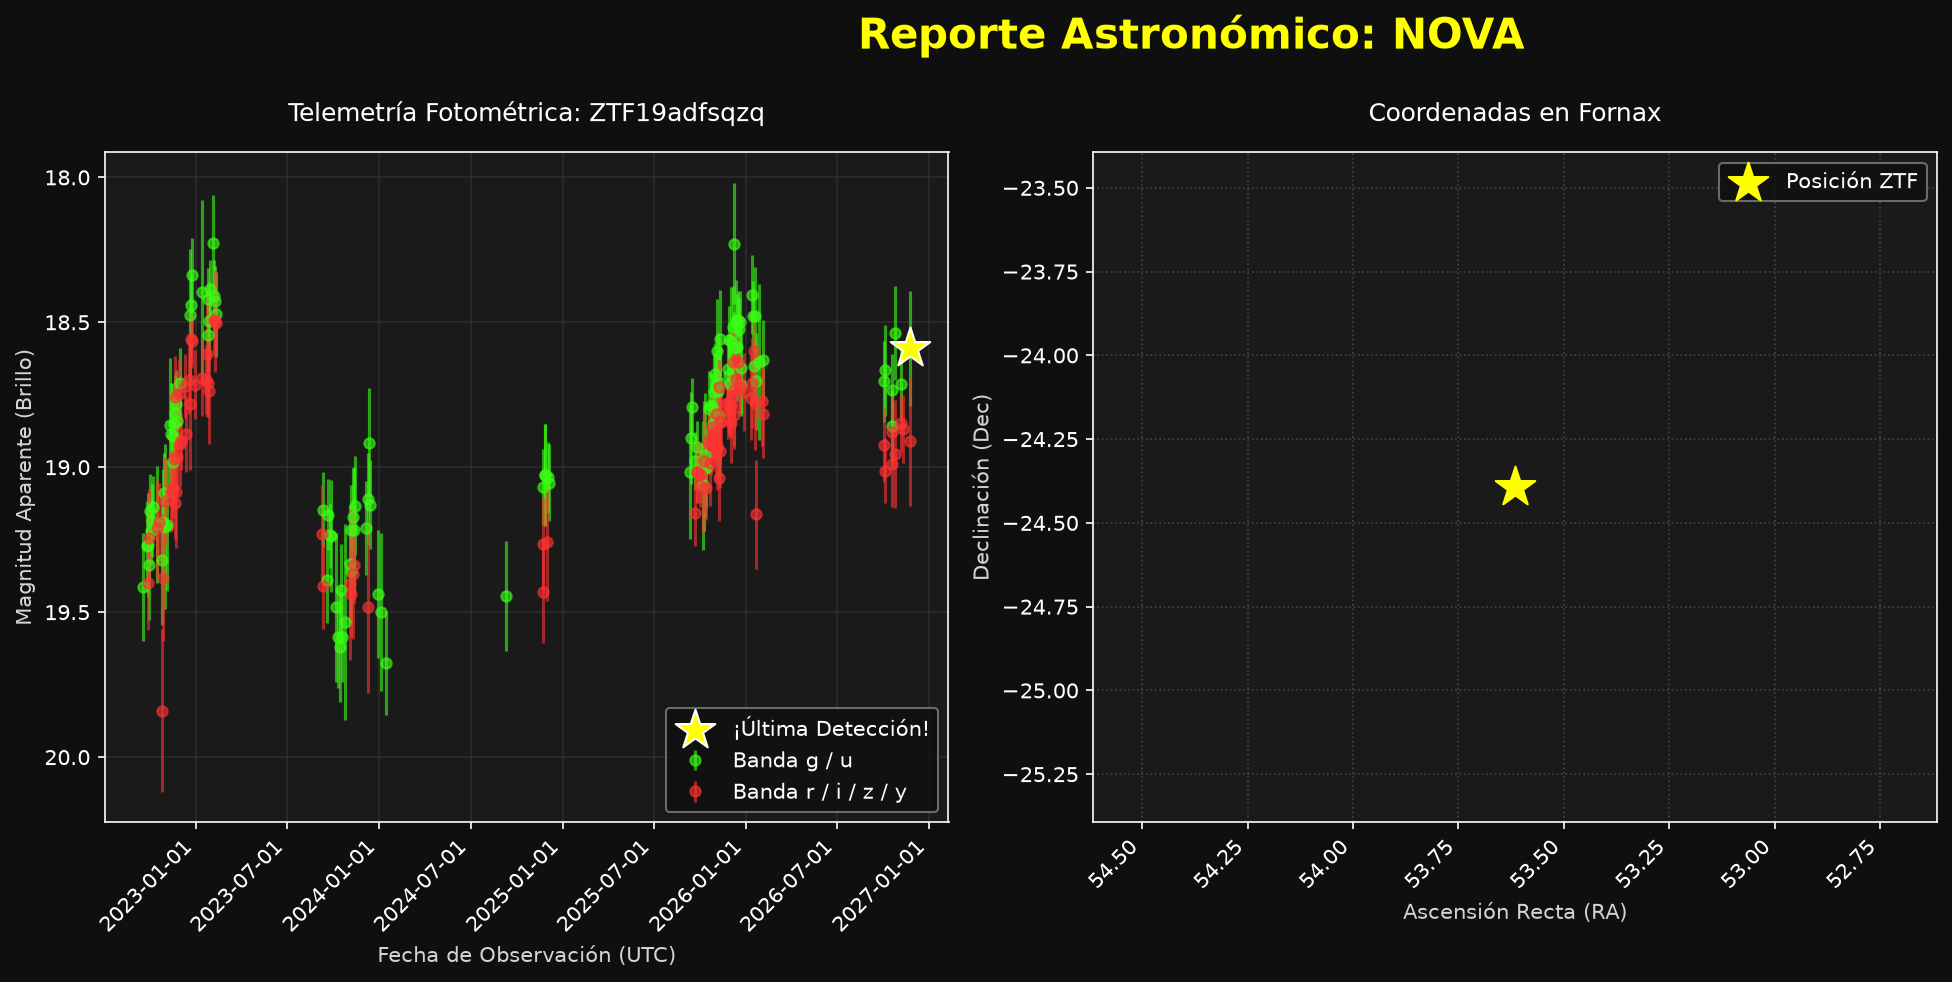 Reporte Astronómico: NOVA
Telemetría Fotométrica: ZTF19adfsqzq
Magnitud Aparente (Brillo)
18.0
18.5
19.0
19.5
20.0
¡Última Detección!
Banda g / u
Banda r / i / z / y
2023-01-01
2023-07-01
2024-01-01
2024-07-01
2025-01-01
2025-07-01
2026-01-01
2026-07-01
2027-01-01
Fecha de Observación (UTC)
Coordenadas en Fornax
Posición ZTF
Declinación (Dec)
−23.50
−23.75
−24.00
−24.25
−24.50
−24.75
−25.00
−25.25
54.50
54.25
54.00
53.75
53.50
53.25
53.00
52.75
Ascensión Recta (RA)